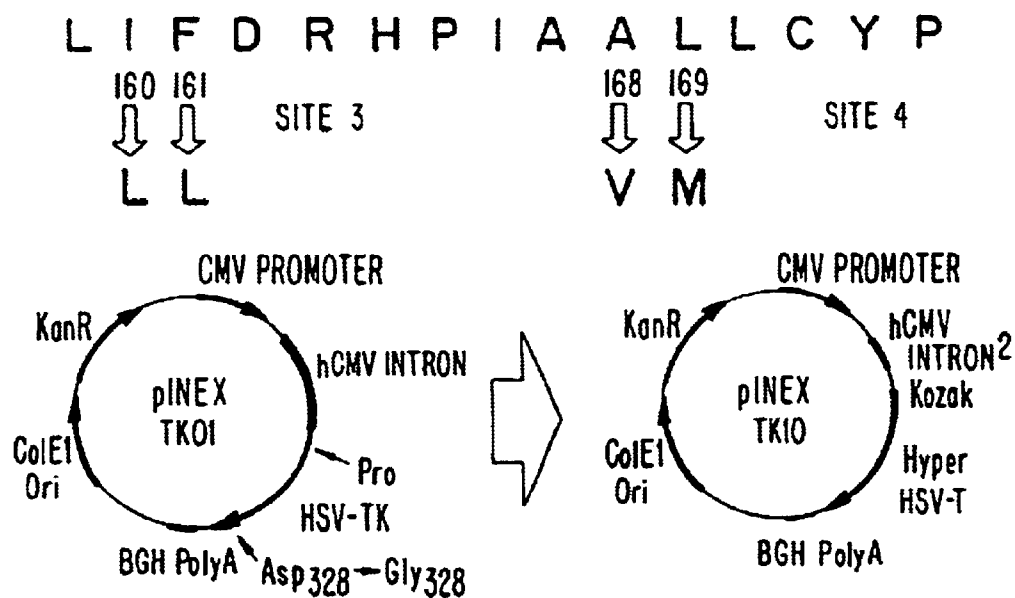 L I F D R H P I A A L L C Y P
160 161 168 169
SITE 3 SITE 4
L L V M
CMV PROMOTER
KanR
hCMV INTRON
pINEX
TK01
ColE1
Ori
Pro
HSV-TK
BGH PolyA
Asp328 Gly328
CMV PROMOTER
KanR
hCMV
INTRON2
Kozak
pINEX
TK10
ColE1
Ori
Hyper
HSV-T
BGH PolyA